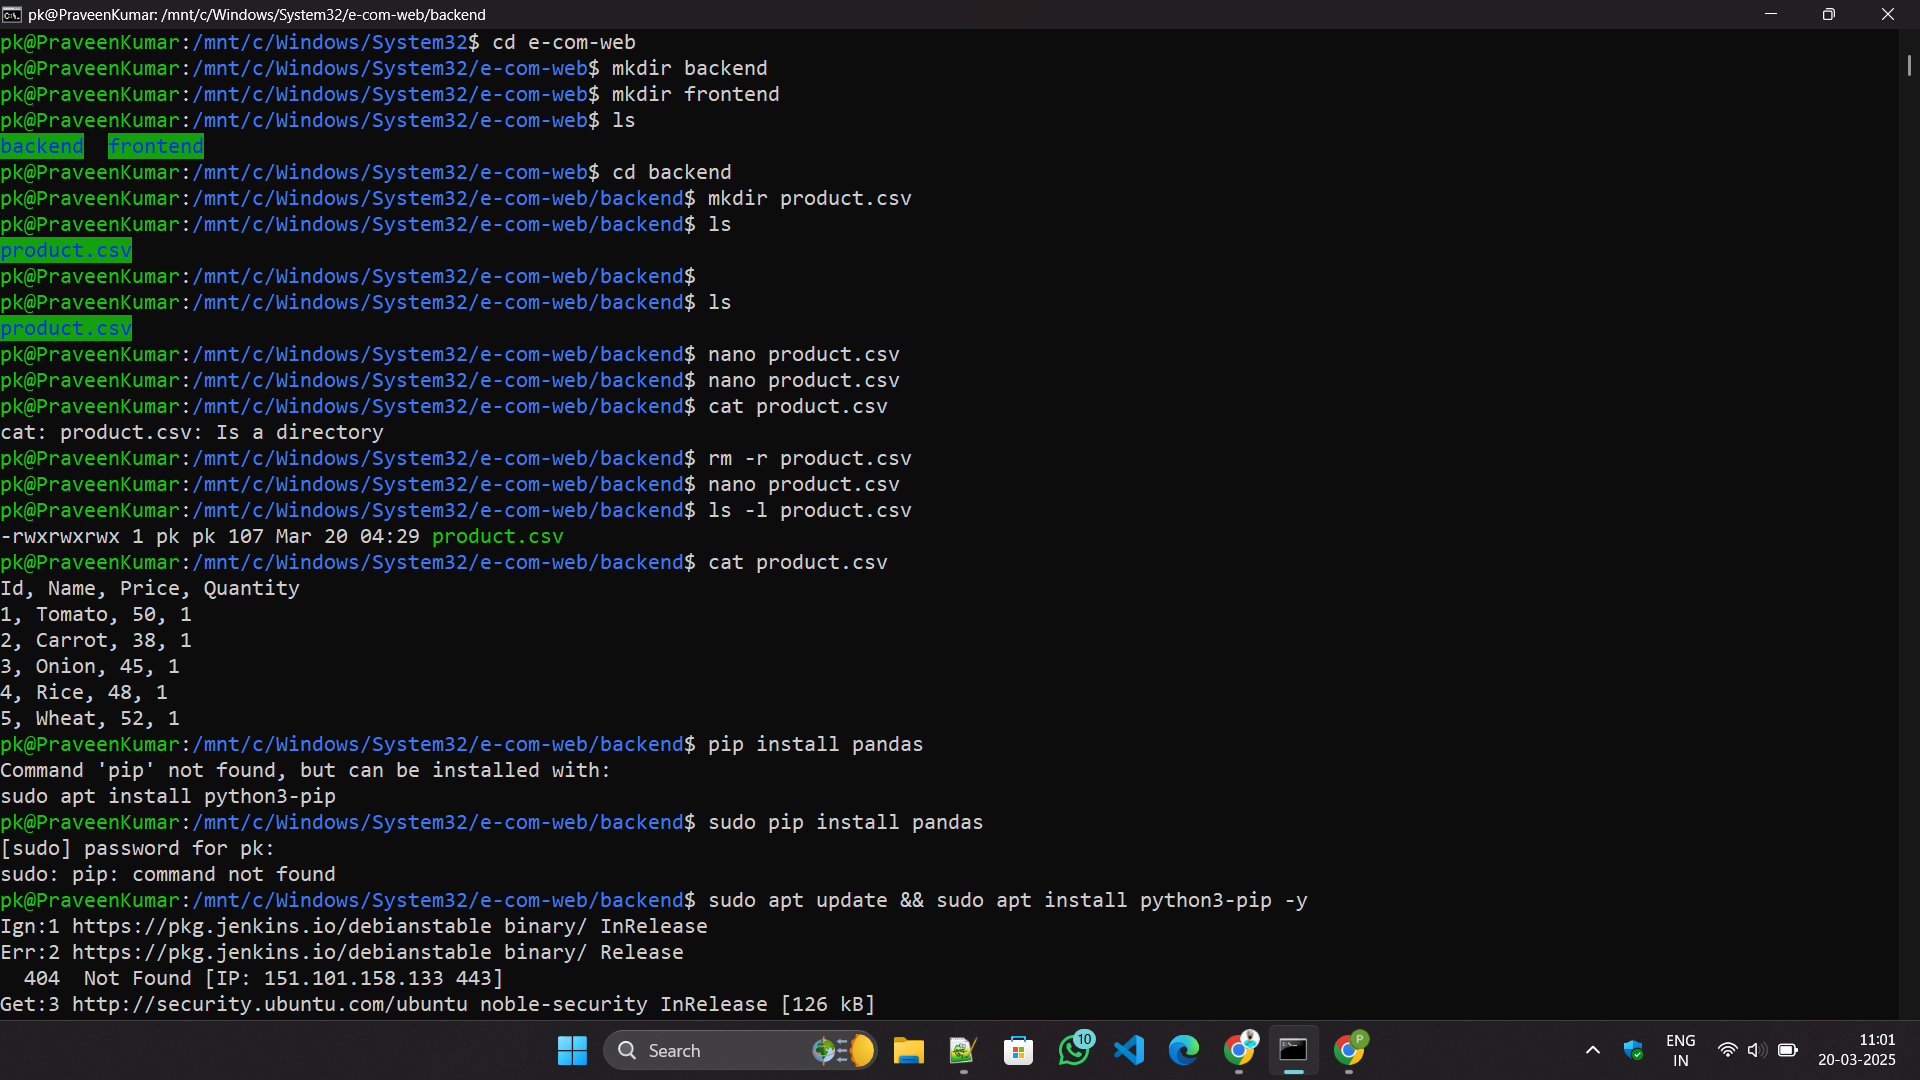 pk@PraveenKumar: /mnt/c/Windows/System32/e-com-web/backend
pk@PraveenKumar:/mnt/c/Windows/System32$ cd e-com-web
pk@PraveenKumar:/mnt/c/Windows/System32/e-com-web$ mkdir backend
pk@PraveenKumar:/mnt/c/Windows/System32/e-com-web$ mkdir frontend
pk@PraveenKumar:/mnt/c/Windows/System32/e-com-web$ ls
backend  frontend
pk@PraveenKumar:/mnt/c/Windows/System32/e-com-web$ cd backend
pk@PraveenKumar:/mnt/c/Windows/System32/e-com-web/backend$ mkdir product.csv
pk@PraveenKumar:/mnt/c/Windows/System32/e-com-web/backend$ ls
product.csv
pk@PraveenKumar:/mnt/c/Windows/System32/e-com-web/backend$
pk@PraveenKumar:/mnt/c/Windows/System32/e-com-web/backend$ ls
product.csv
pk@PraveenKumar:/mnt/c/Windows/System32/e-com-web/backend$ nano product.csv
pk@PraveenKumar:/mnt/c/Windows/System32/e-com-web/backend$ nano product.csv
pk@PraveenKumar:/mnt/c/Windows/System32/e-com-web/backend$ cat product.csv
cat: product.csv: Is a directory
pk@PraveenKumar:/mnt/c/Windows/System32/e-com-web/backend$ rm -r product.csv
pk@PraveenKumar:/mnt/c/Windows/System32/e-com-web/backend$ nano product.csv
pk@PraveenKumar:/mnt/c/Windows/System32/e-com-web/backend$ ls -l product.csv
-rwxrwxrwx 1 pk pk 107 Mar 20 04:29 product.csv
pk@PraveenKumar:/mnt/c/Windows/System32/e-com-web/backend$ cat product.csv
Id, Name, Price, Quantity
1, Tomato, 50, 1
2, Carrot, 38, 1
3, Onion, 45, 1
4, Rice, 48, 1
5, Wheat, 52, 1
pk@PraveenKumar:/mnt/c/Windows/System32/e-com-web/backend$ pip install pandas
Command 'pip' not found, but can be installed with:
sudo apt install python3-pip
pk@PraveenKumar:/mnt/c/Windows/System32/e-com-web/backend$ sudo pip install pandas
[sudo] password for pk:
sudo: pip: command not found
pk@PraveenKumar:/mnt/c/Windows/System32/e-com-web/backend$ sudo apt update && sudo apt install python3-pip -y
Ign:1 https://pkg.jenkins.io/debianstable binary/ InRelease
Err:2 https://pkg.jenkins.io/debianstable binary/ Release
  404  Not Found [IP: 151.101.158.133 443]
Get:3 http://security.ubuntu.com/ubuntu noble-security InRelease [126 kB]
Search
10
P
ENG
IN
11:01
20-03-2025